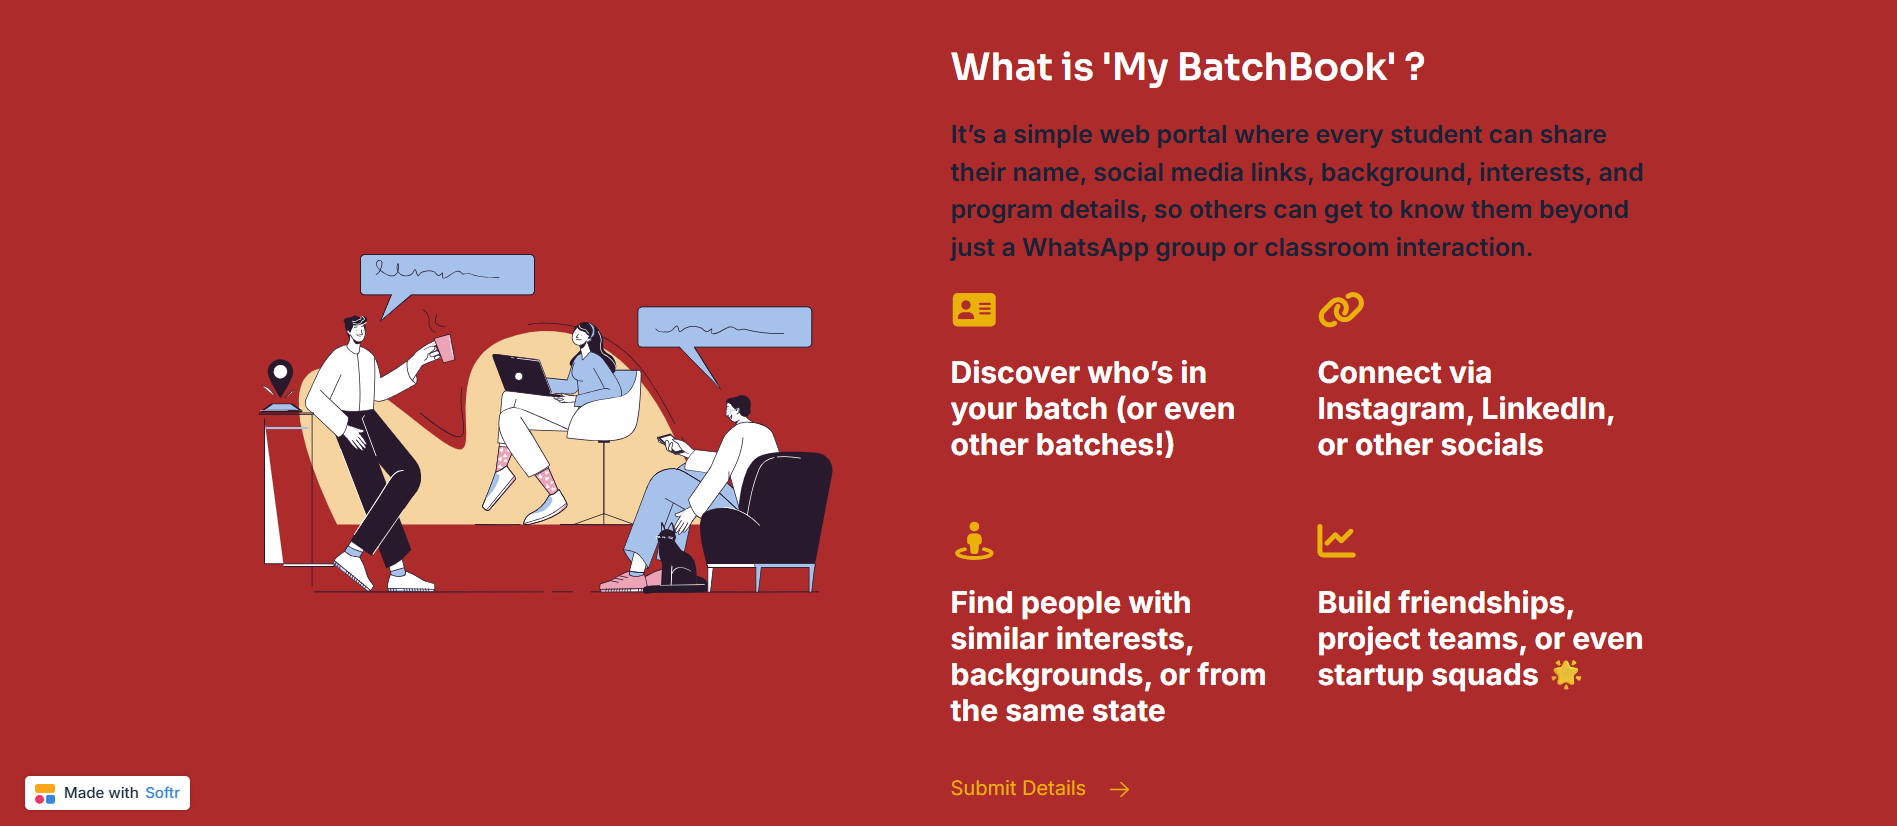 What is 'My BatchBook' ?
It’s a simple web portal where every student can share
their name, social media links, background, interests, and
program details, so others can get to know them beyond
just a WhatsApp group or classroom interaction.
Discover who’s in
your batch (or even
other batches!)
Connect via
Instagram, LinkedIn,
or other socials
Find people with
similar interests,
backgrounds, or from
the same state
Build friendships,
project teams, or even
startup squads 🌟
Submit Details →
Made with Softr